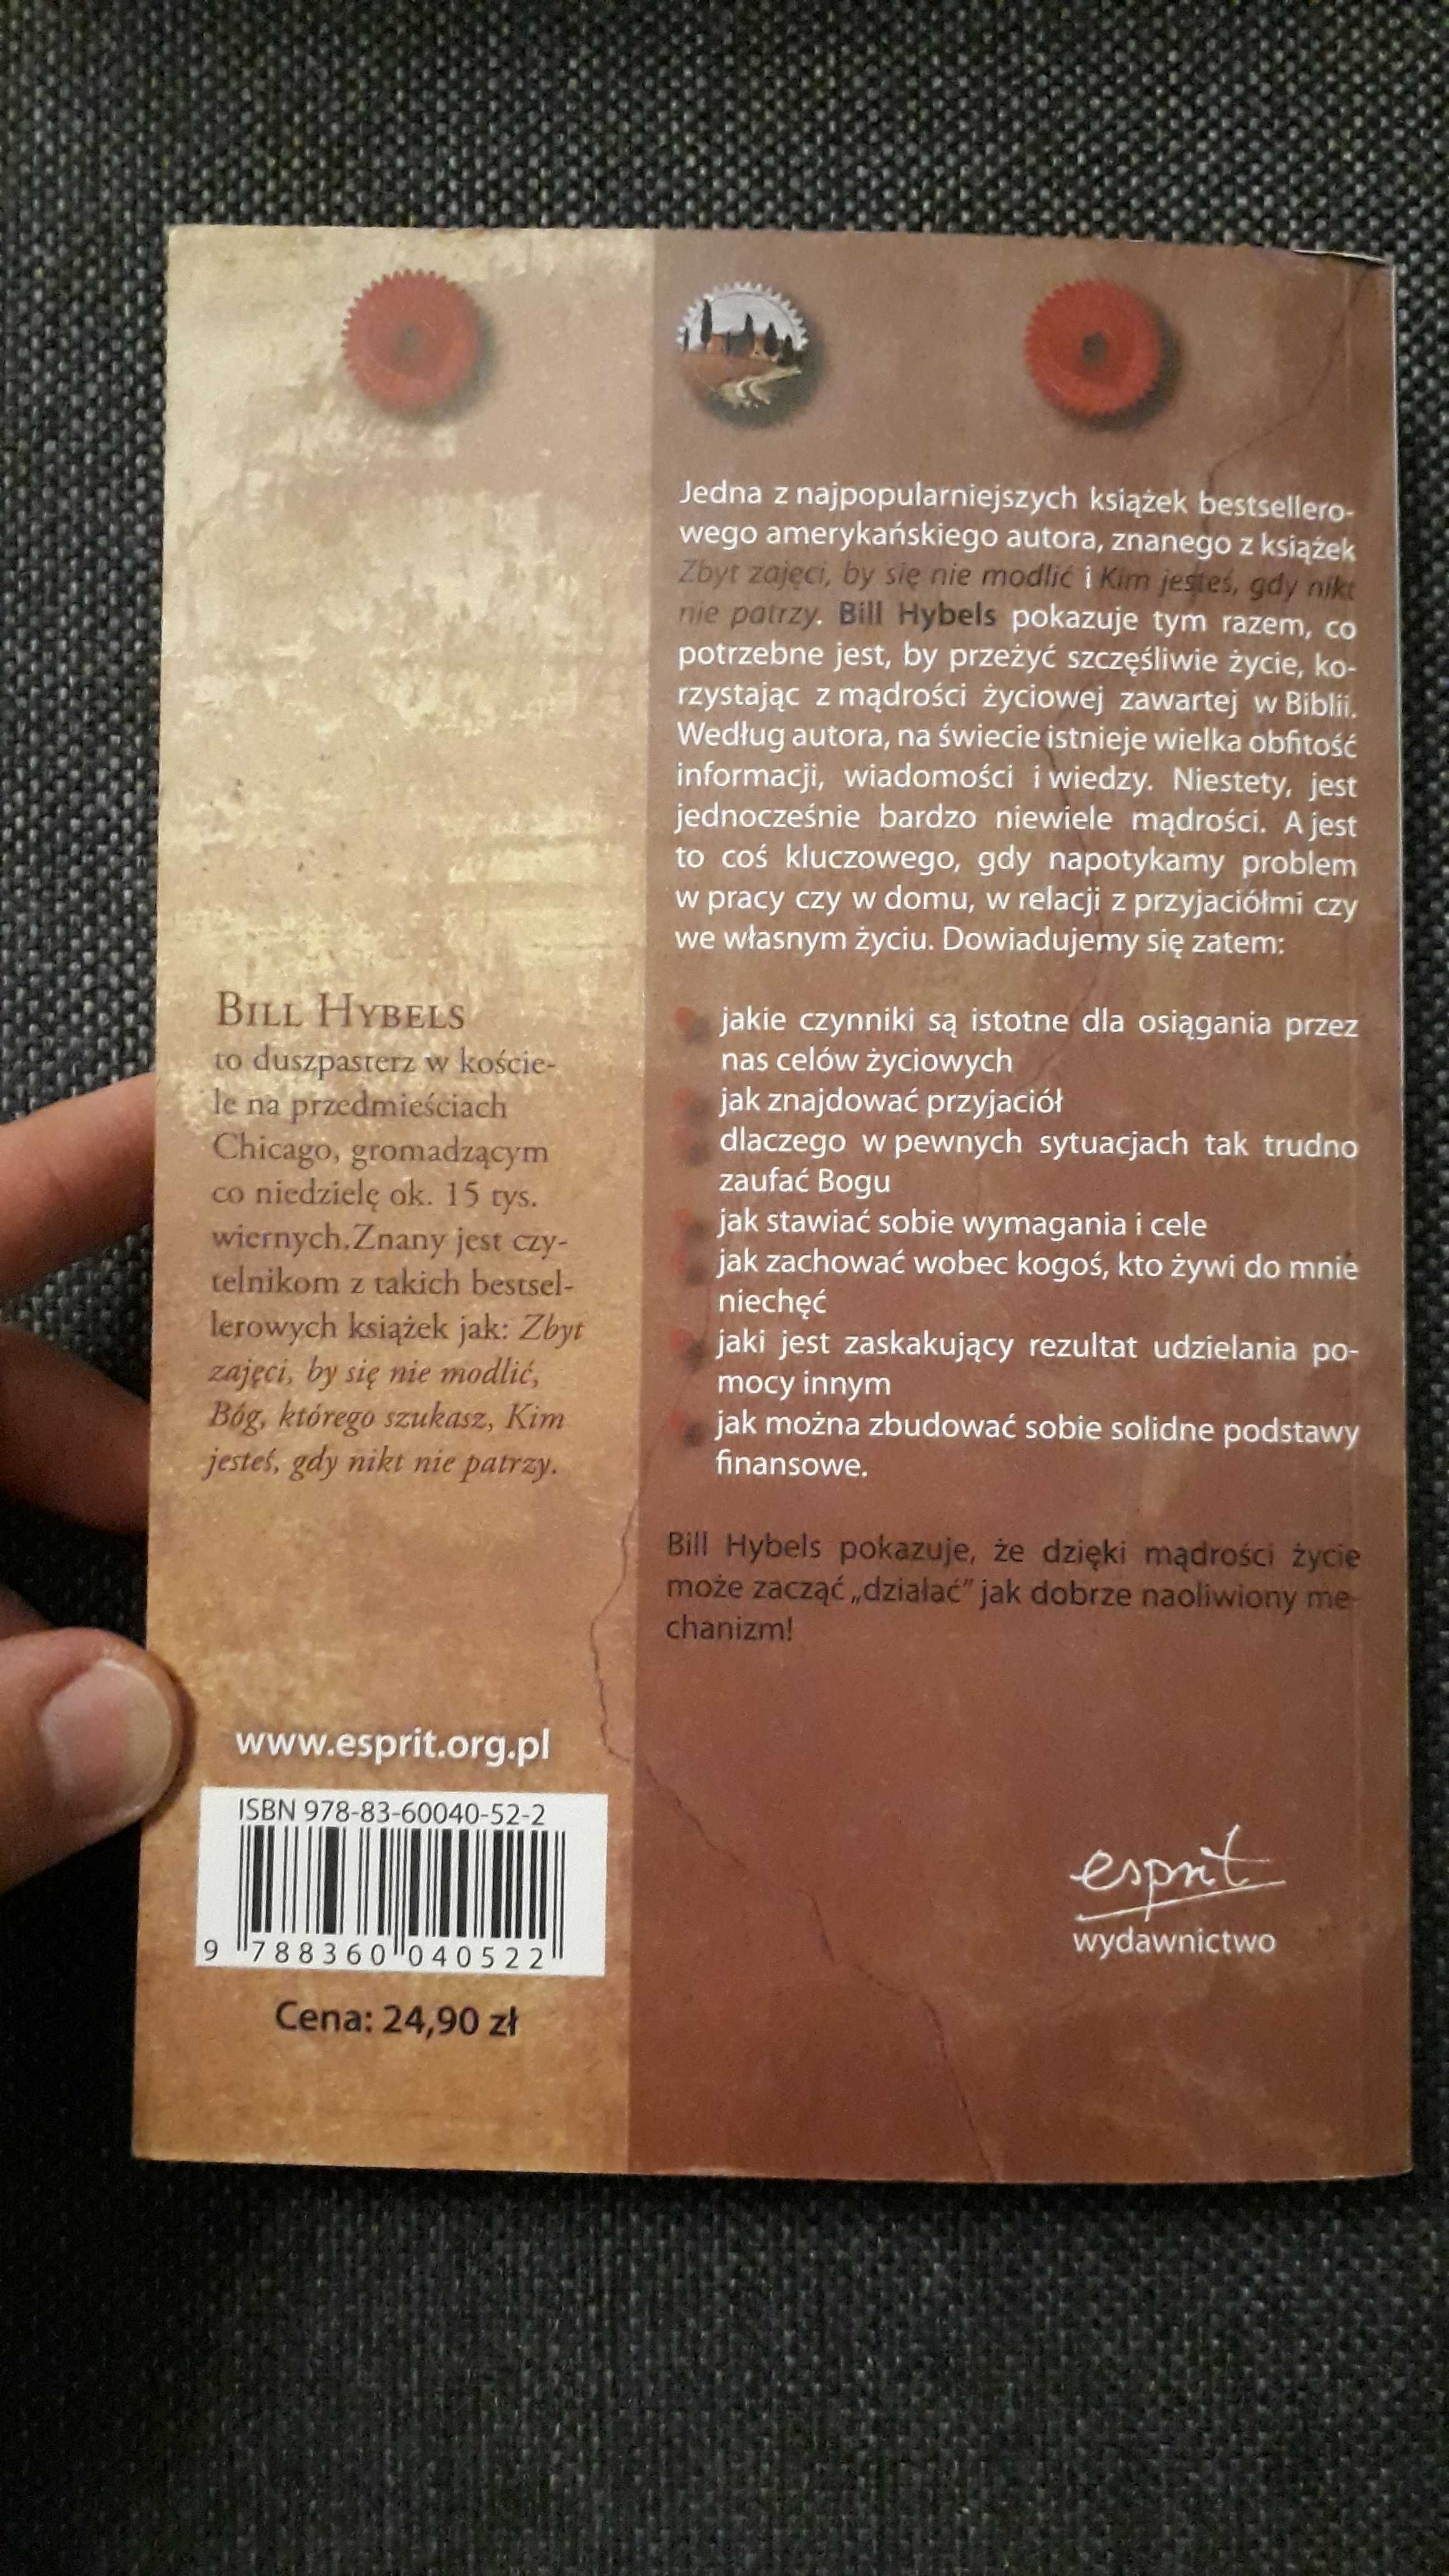 Jedna z najpopularniejszych książek bestsellero-
wego amerykańskiego autora, znanego z książek
Zbyt zajęci, by się nie modlić i Kim jesteś, gdy nikt
nie patrzy. Bill Hybels pokazuje tym razem, co
potrzebne jest, by przeżyć szczęśliwie życie, ko-
rzystając z mądrości życiowej zawartej w Biblii.
Według autora, na świecie istnieje wielka obfitość
informacji, wiadomości i wiedzy. Niestety, jest
jednocześnie bardzo niewiele mądrości. A jest
to coś kluczowego, gdy napotykamy problem
w pracy czy w domu, w relacji z przyjaciółmi czy
we własnym życiu. Dowiadujemy się zatem:
jakie czynniki są istotne dla osiągania przez
nas celów życiowych
jak znajdować przyjaciół
dlaczego w pewnych sytuacjach tak trudno
zaufać Bogu
jak stawiać sobie wymagania i cele
jak zachować wobec kogoś, kto żywi do mnie
niechęć
jaki jest zaskakujący rezultat udzielania po-
mocy innym
jak można zbudować sobie solidne podstawy
finansowe.
Bill Hybels pokazuje, że dzięki mądrości życie
może zacząć „działać” jak dobrze naoliwiony me-
chanizm!
BILL HYBELS
to duszpasterz w koście-
le na przedmieściach
Chicago, gromadzącym
co niedzielę ok. 15 tys.
wiernych.Znany jest czy-
telnikom z takich bestsel-
lerowych książek jak: Zbyt
zajęci, by się nie modlić,
Bóg, którego szukasz, Kim
jesteś, gdy nikt nie patrzy.
www.esprit.org.pl
ISBN 978-83-60040-52-2
9 788360 040522
Cena: 24,90 zł
esprit
wydawnictwo